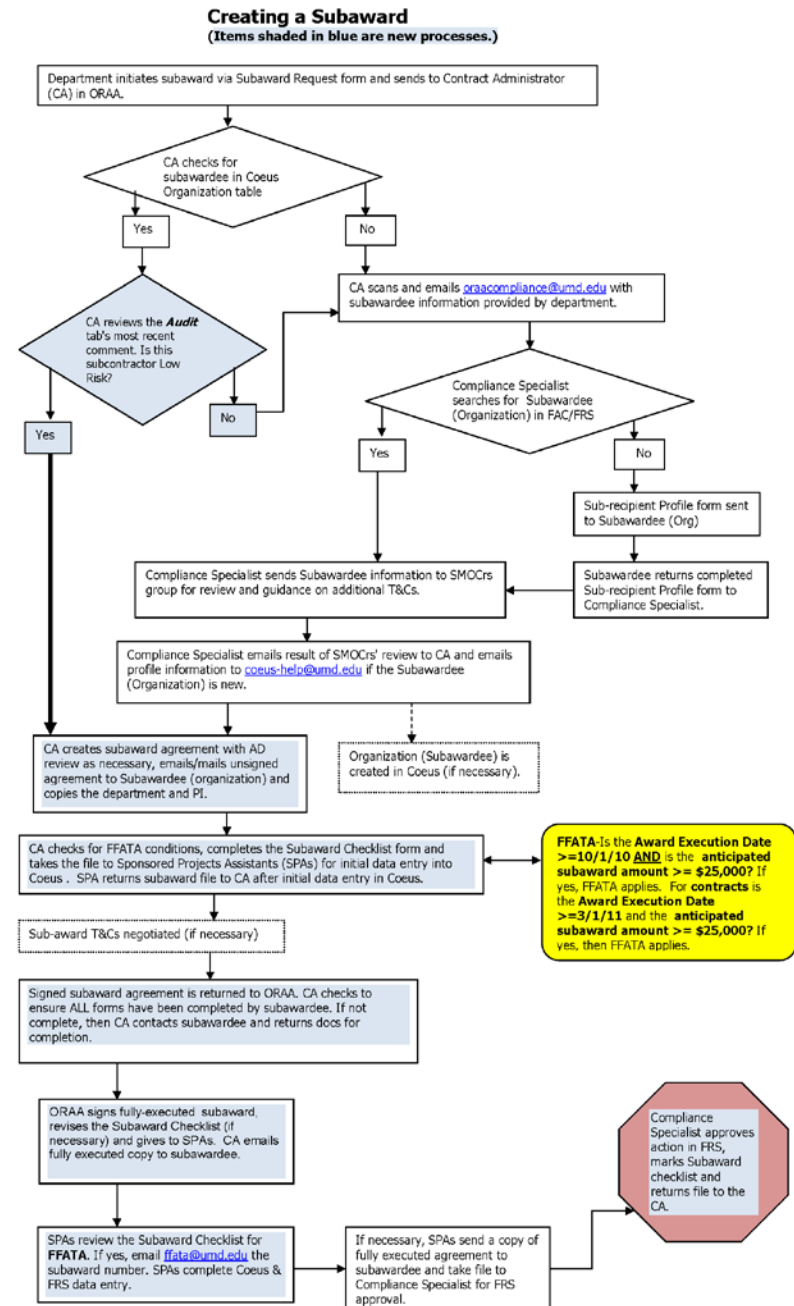 Creating a Subaward
(Items shaded in blue are new processes.)
Department initiates subaward via Subaward Request form and sends to Contract Administrator
(CA) in ORAA.
CA checks for
subawardee in Coeus
Organization table
Yes
No
CA scans and emails oraacompliance@umd.edu with
subawardee information provided by department.
CA reviews the Audit
tab's most recent
comment. Is this
subcontractor Low
Risk?
No
Yes
Compliance Specialist
searches for Subawardee
(Organization) in FAC/FRS
Yes
No
Sub-recipient Profile form sent
to Subawardee (Org)
Compliance Specialist sends Subawardee information to SMOCrs
group for review and guidance on additional T&Cs.
Subawardee returns completed
Sub-recipient Profile form to
Compliance Specialist.
Compliance Specialist emails result of SMOCrs' review to CA and emails
profile information to coeus-help@umd.edu if the Subawardee
(Organization) is new.
CA creates subaward agreement with AD
review as necessary, emails/mails unsigned
agreement to Subawardee (organization) and
copies the department and PI.
Organization (Subawardee) is
created in Coeus (if necessary).
CA checks for FFATA conditions, completes the Subaward Checklist form and
takes the file to Sponsored Projects Assistants (SPAs) for initial data entry into
Coeus . SPA returns subaward file to CA after initial data entry in Coeus.
FFATA-Is the Award Execution Date
>=10/1/10 AND is the anticipated
subaward amount >= $25,000? If
yes, FFATA applies. For contracts is
the Award Execution Date
>=3/1/11 and the anticipated
subaward amount >= $25,000? If
yes, then FFATA applies.
Sub-award T&Cs negotiated (if necessary)
Signed subaward agreement is returned to ORAA. CA checks to
ensure ALL forms have been completed by subawardee. If not
complete, then CA contacts subawardee and returns docs for
completion.
ORAA signs fully-executed subaward,
revises the Subaward Checklist (if
necessary) and gives to SPAs. CA emails
fully executed copy to subawardee.
Compliance
Specialist approves
action in FRS,
marks Subaward
checklist and
returns file to the
CA.
SPAs review the Subaward Checklist for
FFATA. If yes, email ffata@umd.edu the
subaward number. SPAs complete Coeus &
FRS data entry.
If necessary, SPAs send a copy of
fully executed agreement to
subawardee and take file to
Compliance Specialist for FRS
approval.